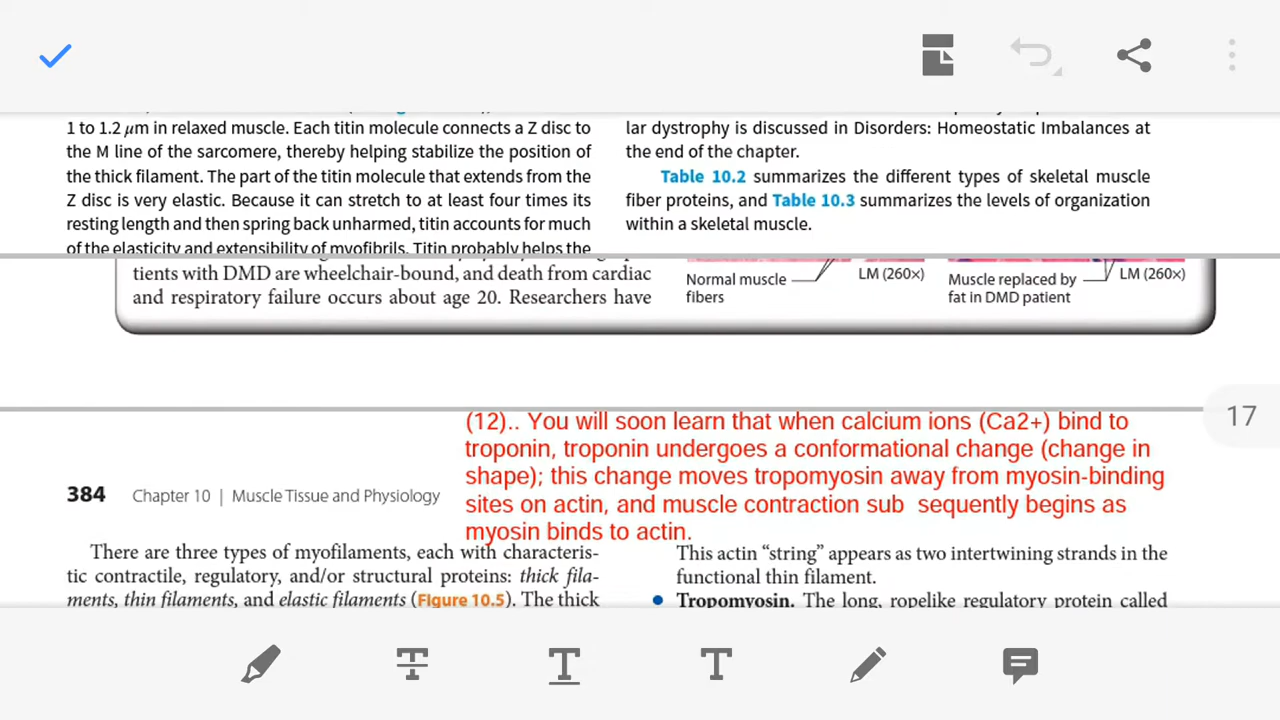 1 to 1.2 μm in relaxed muscle. Each titin molecule connects a Z disc to
the M line of the sarcomere, thereby helping stabilize the position of
the thick filament. The part of the titin molecule that extends from the
Z disc is very elastic. Because it can stretch to at least four times its
resting length and then spring back unharmed, titin accounts for much
of the elasticity and extensibility of myofibrils. Titin probably helps the
lar dystrophy is discussed in Disorders: Homeostatic Imbalances at
the end of the chapter.
Table 10.2 summarizes the different types of skeletal muscle
fiber proteins, and Table 10.3 summarizes the levels of organization
within a skeletal muscle.
tients with DMD are wheelchair-bound, and death from cardiac
and respiratory failure occurs about age 20. Researchers have
Normal muscle
fibers
LM (260×)
Muscle replaced by
fat in DMD patient
LM (260×)
17
(12).. You will soon learn that when calcium ions (Ca2+) bind to
troponin, troponin undergoes a conformational change (change in
shape); this change moves tropomyosin away from myosin-binding
sites on actin, and muscle contraction sub  sequently begins as
myosin binds to actin.
384 Chapter 10 | Muscle Tissue and Physiology
There are three types of myofilaments, each with characteris-
tic contractile, regulatory, and/or structural proteins: thick fila-
ments, thin filaments, and elastic filaments (Figure 10.5). The thick
This actin “string” appears as two intertwining strands in the
functional thin filament.
• Tropomyosin. The long, ropelike regulatory protein called
T
T
T